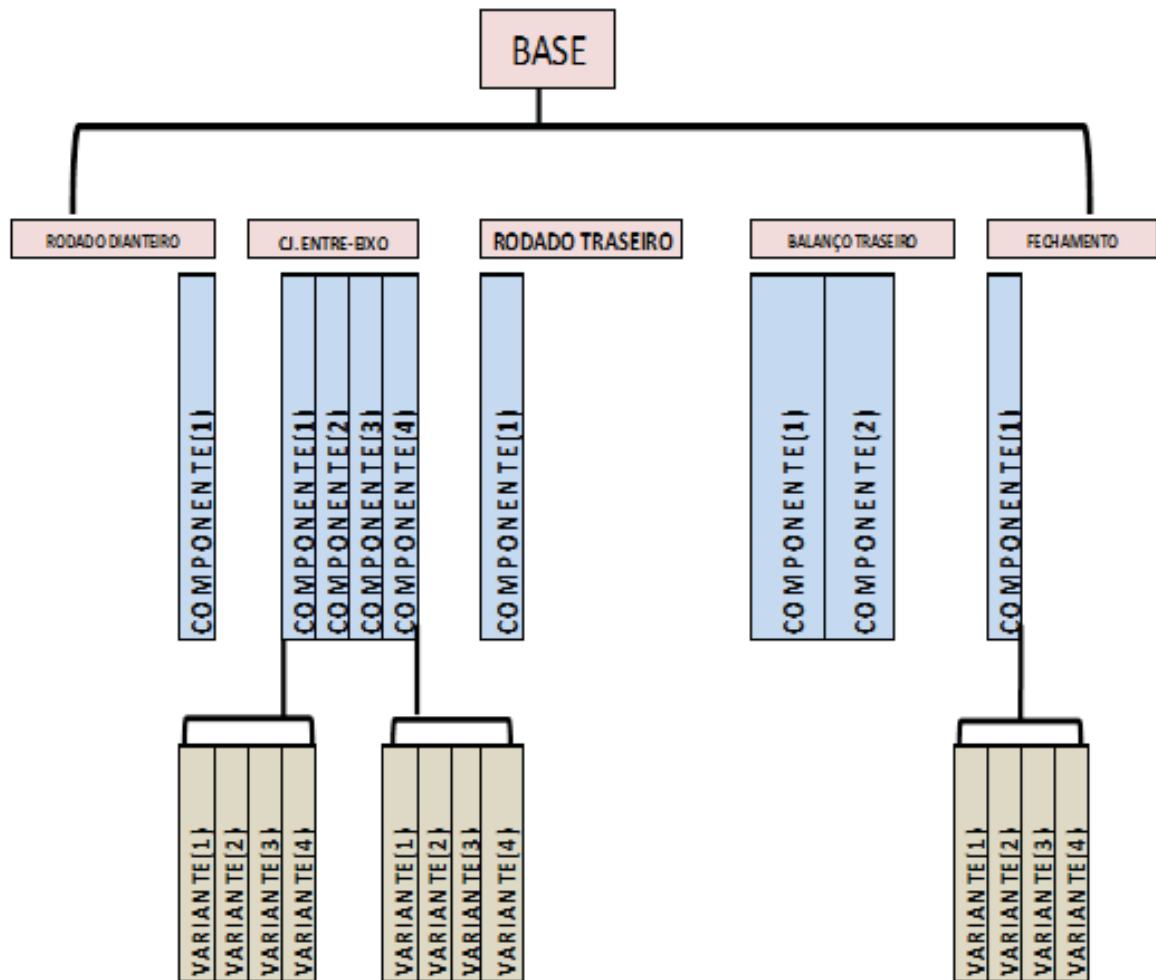 BASE
RODADO DIANTEIRO
CJ. ENTRE-EIXO
RODADO TRASEIRO
BALANÇO TRASEIRO
FECHAMENTO
COMPONENTE(1)
COMPONENTE(1)
COMPONENTE(2)
COMPONENTE(3)
COMPONENTE(4)
COMPONENTE(1)
COMPONENTE(1)
COMPONENTE(2)
COMPONENTE(1)
VARIANTE(1)
VARIANTE(2)
VARIANTE(3)
VARIANTE(4)
VARIANTE(1)
VARIANTE(2)
VARIANTE(3)
VARIANTE(4)
VARIANTE(1)
VARIANTE(2)
VARIANTE(3)
VARIANTE(4)